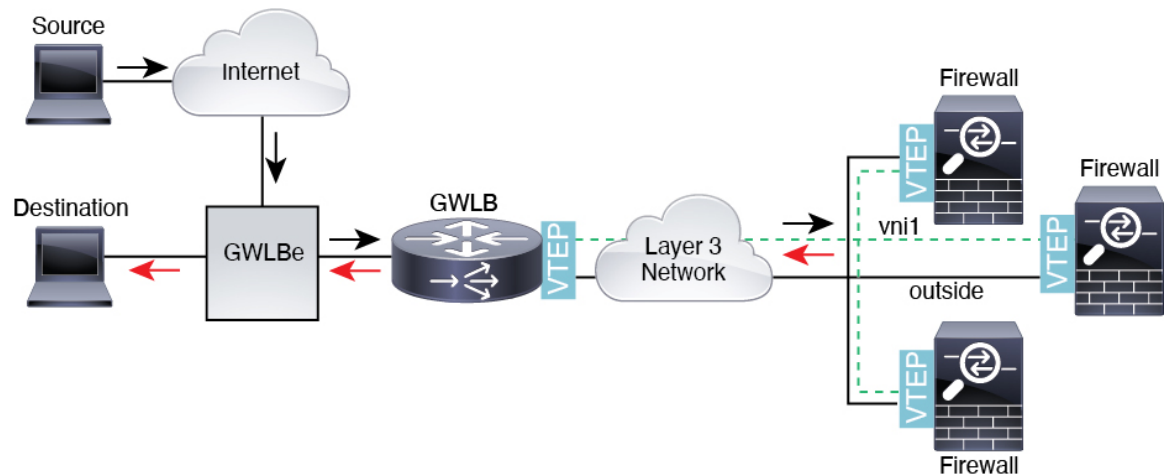 Source
Internet
Firewall
VTEP
Firewall
Destination
GWLB
vni1
VTEP
GWLBe
VTEP
Layer 3
Network
outside
VTEP
Firewall